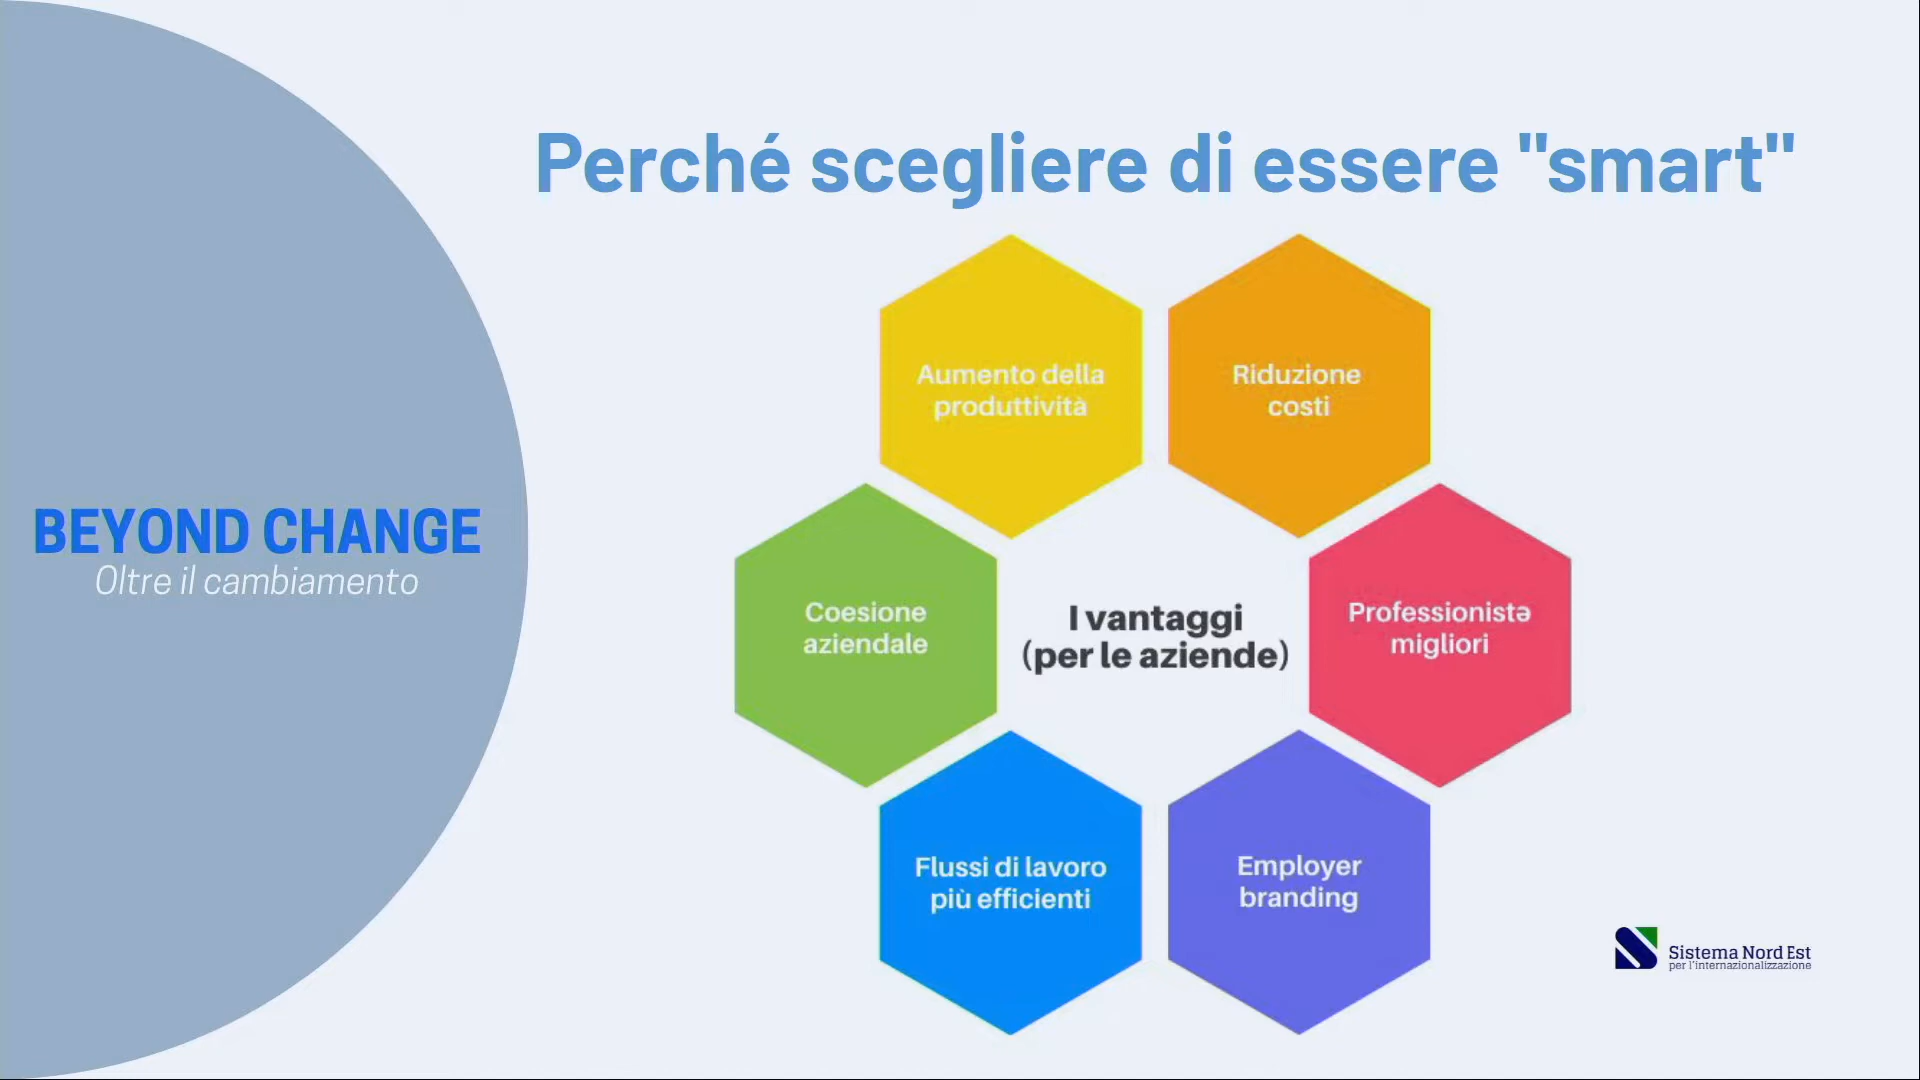 Perché scegliere di essere "smart"
BEYOND CHANGE
Oltre il cambiamento
Aumento della
produttività
Riduzione
costi
Coesione
aziendale
I vantaggi
(per le aziende)
Professionistə
migliori
Flussi di lavoro
più efficienti
Employer
branding
Sistema Nord Est
per l'internazionalizzazione